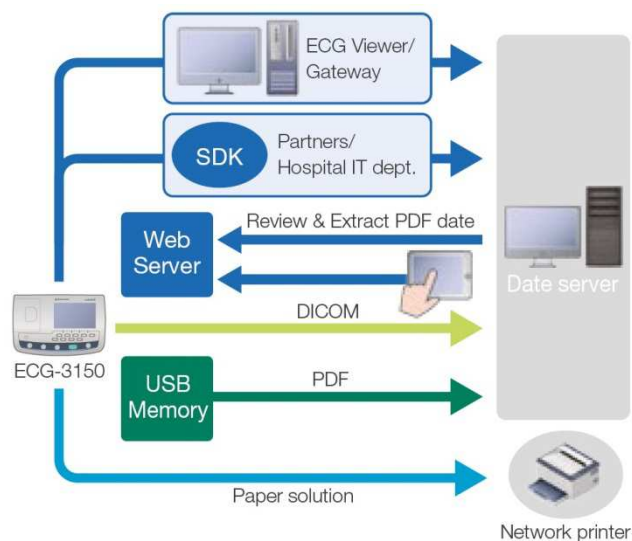 ECG Viewer/
Gateway
SDK
Partners/
Hospital IT dept.
Review & Extract PDF date
Web
Server
Date server
DICOM
ECG-3150
USB
Memory
PDF
Paper solution
Network printer